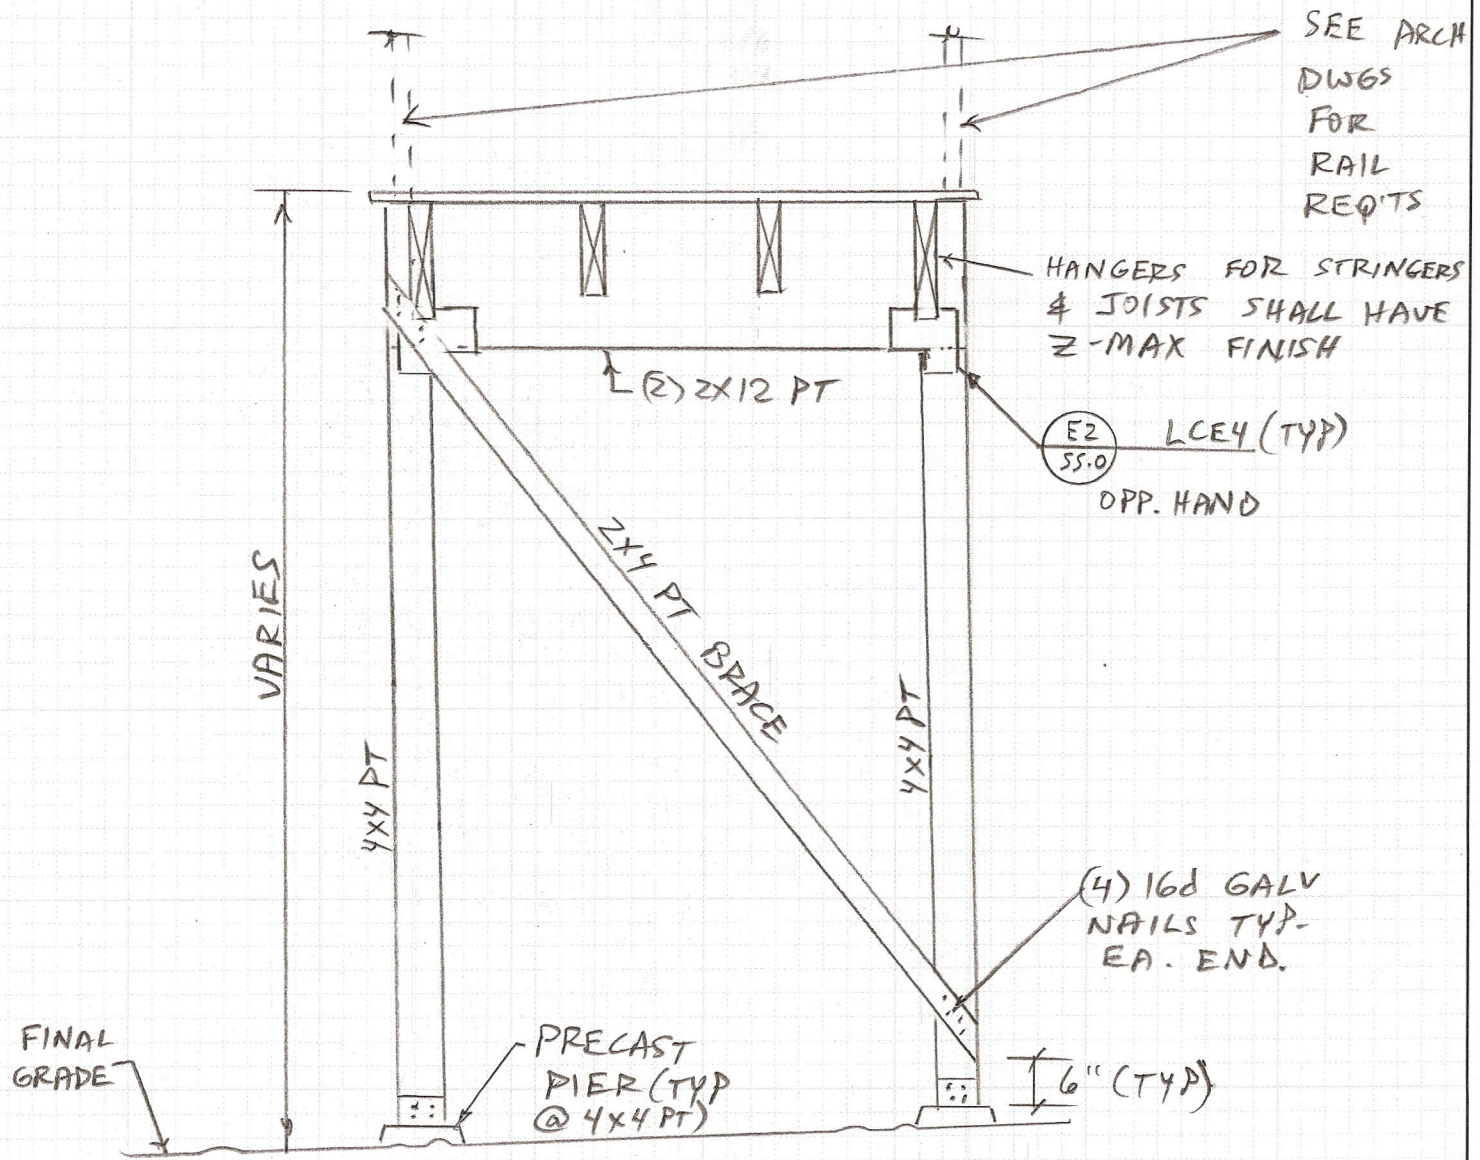 SEE ARCH
DWGS
FOR
RAIL
REQ'TS
HANGERS FOR STRINGERS
& JOISTS SHALL HAVE
Z-MAX FINISH
(2) 2X12 PT
E2
S5.0
LCE4 (TYP)
OPP. HAND
VARIES
2X4 PT BRACE
4X4 PT
4X4 PT
(4) 16d GALV
NAILS TYP.
EA. END.
FINAL
GRADE
PRECAST
PIER (TYP
@ 4X4 PT)
6" (TYP)